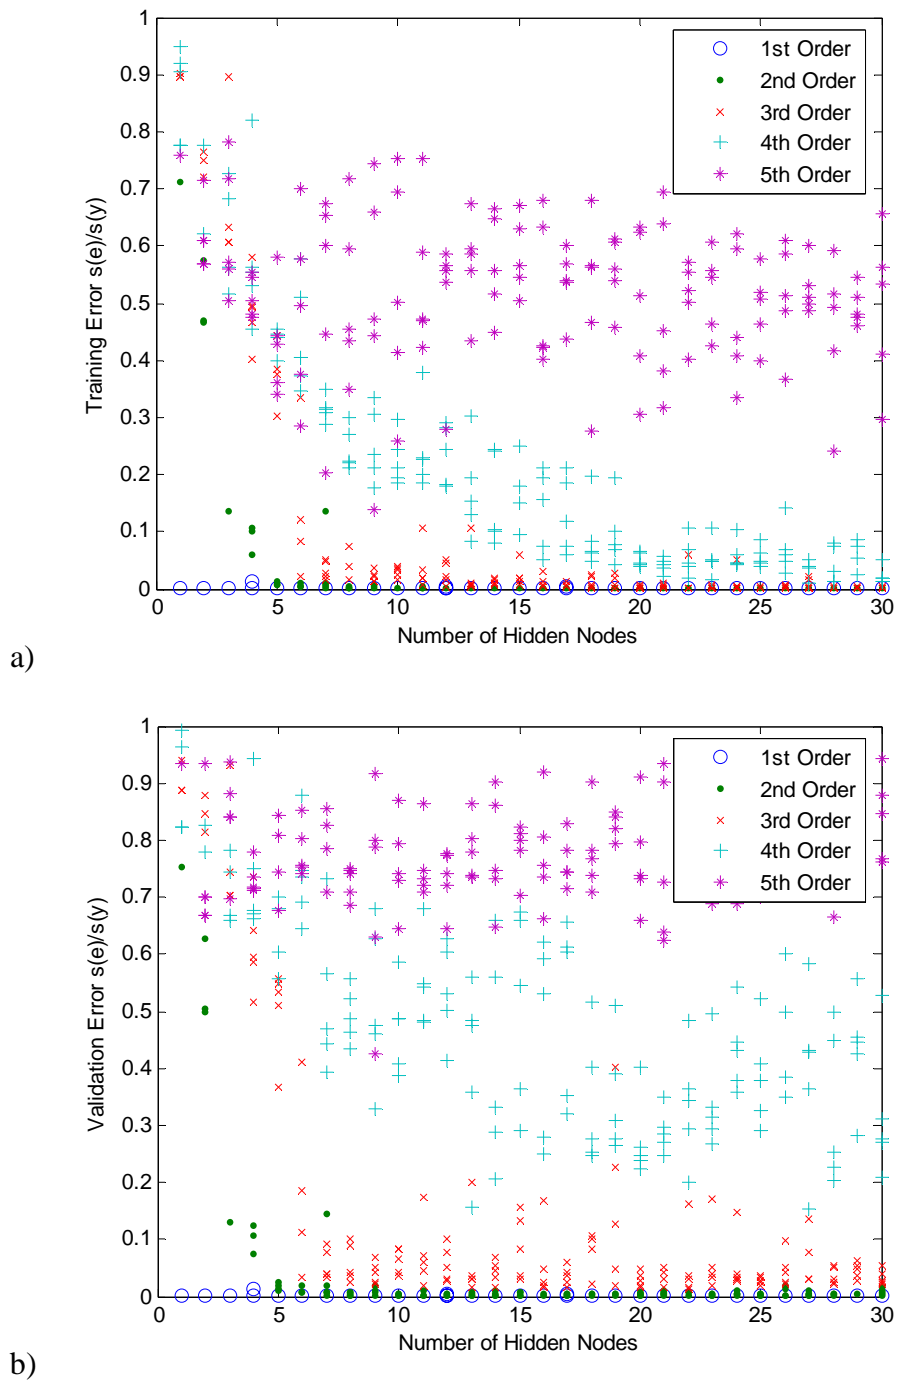 1
0.9
0.8
0.7
0.6
0.5
0.4
0.3
0.2
0.1
0
Training Error s(e)/s(y)
1st Order
2nd Order
3rd Order
4th Order
5th Order
0 5 10 15 20 25 30
Number of Hidden Nodes
a)
1
0.9
0.8
0.7
0.6
0.5
0.4
0.3
0.2
0.1
0
Validation Error s(e)/s(y)
1st Order
2nd Order
3rd Order
4th Order
5th Order
0 5 10 15 20 25 30
Number of Hidden Nodes
b)